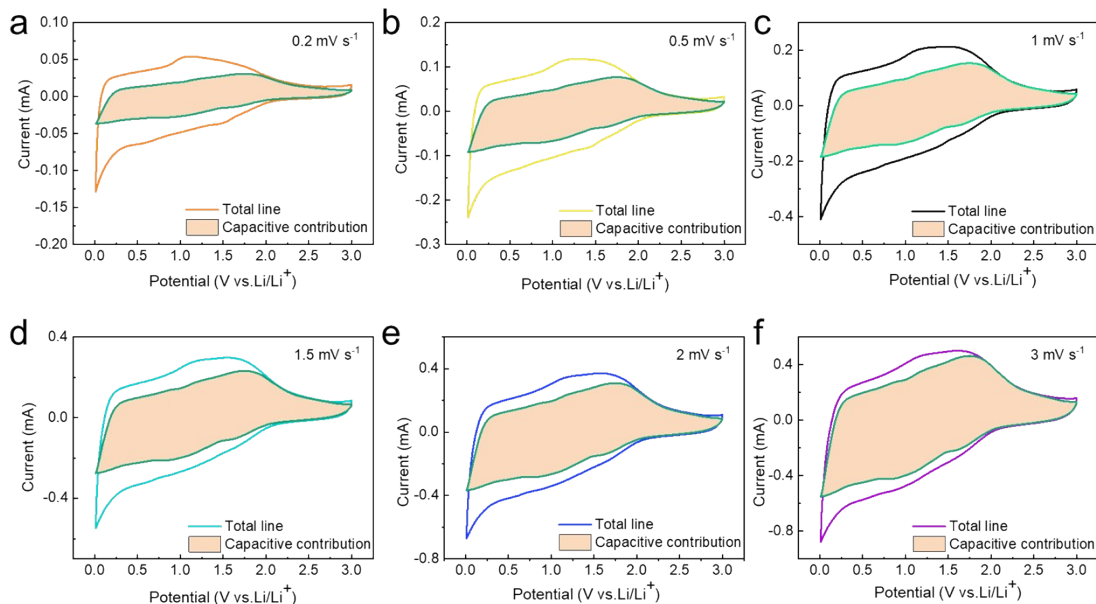 a
0.2 mV s⁻¹
0.10
0.05
0.00
-0.05
-0.10
-0.15
-0.20
Current (mA)
Total line
Capacitive contribution
0.0 0.5 1.0 1.5 2.0 2.5 3.0
Potential (V vs.Li/Li⁺)
b
0.5 mV s⁻¹
0.2
0.1
0.0
-0.1
-0.2
-0.3
Current (mA)
Total line
Capacitive contribution
0.0 0.5 1.0 1.5 2.0 2.5 3.0
Potential (V vs.Li/Li⁺)
c
1 mV s⁻¹
0.2
0.0
-0.2
-0.4
Current (mA)
Total line
Capacitive contribution
0.0 0.5 1.0 1.5 2.0 2.5 3.0
Potential (V vs.Li/Li⁺)
d
1.5 mV s⁻¹
0.4
0.0
-0.4
Current (mA)
Total line
Capacitive contribution
0.0 0.5 1.0 1.5 2.0 2.5 3.0
Potential (V vs.Li/Li⁺)
e
2 mV s⁻¹
0.4
0.0
-0.4
-0.8
Current (mA)
Total line
Capacitive contribution
0.0 0.5 1.0 1.5 2.0 2.5 3.0
Potential (V vs.Li/Li⁺)
f
3 mV s⁻¹
0.4
0.0
-0.4
-0.8
Current (mA)
Total line
Capacitive contribution
0.0 0.5 1.0 1.5 2.0 2.5 3.0
Potential (V vs.Li/Li⁺)